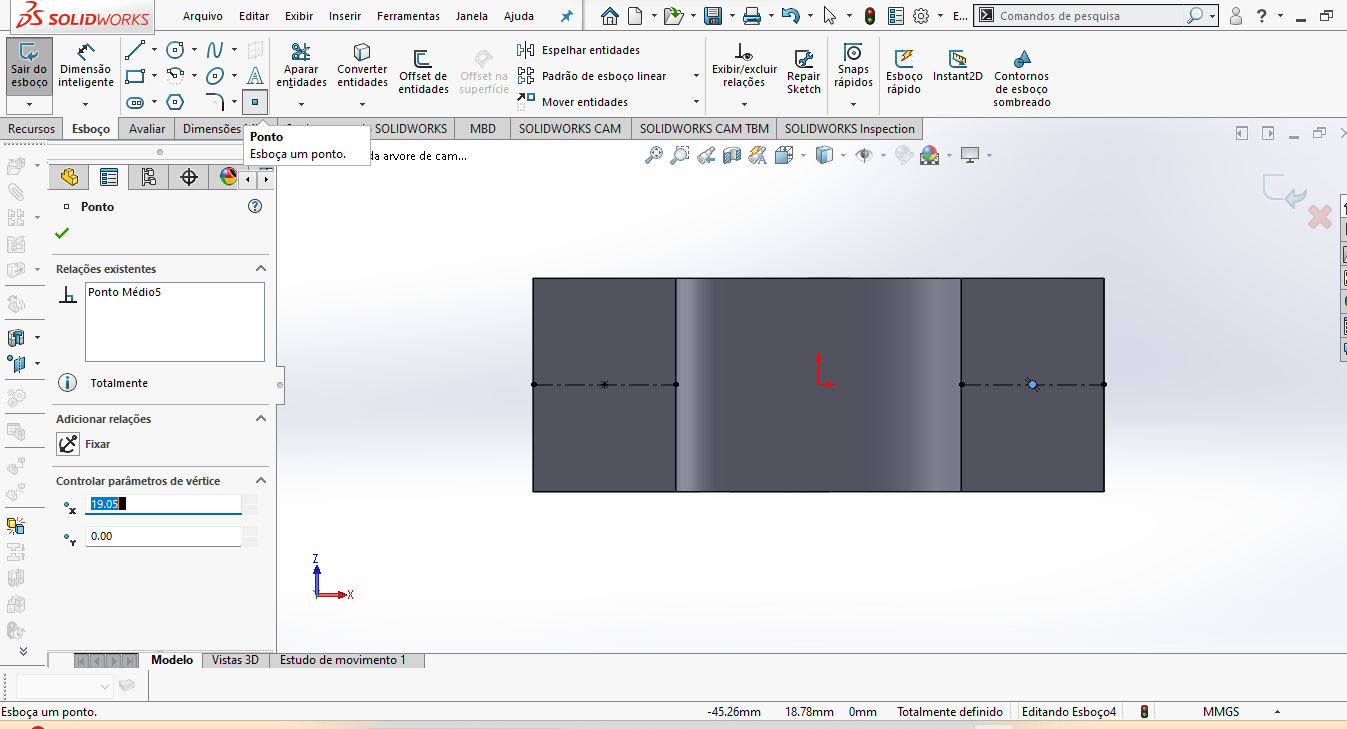 SOLIDWORKS
Arquivo Editar Exibir Inserir Ferramentas Janela Ajuda
E...
Comandos de pesquisa
?
Sair do esboço
Dimensão inteligente
Aparar entidades
Converter entidades
Offset de entidades
Offset na superfície
Espelhar entidades
Padrão de esboço linear
Mover entidades
Exibir/excluir relações
Repair Sketch
Snaps rápidos
Esboço rápido
Instant2D
Contornos de esboço sombreado
Recursos Esboço Avaliar Dimensões SOLIDWORKS MBD SOLIDWORKS CAM SOLIDWORKS CAM TBM SOLIDWORKS Inspection
Ponto
Esboça um ponto.
da arvore de cam...
Ponto
?
Relações existentes
Ponto Médio5
Totalmente
Adicionar relações
Fixar
Controlar parâmetros de vértice
X
19.05
Y
0.00
Z
X
Modelo Vistas 3D Estudo de movimento 1
Esboça um ponto.
-45.26mm 18.78mm 0mm Totalmente definido Editando Esboço4 MMGS